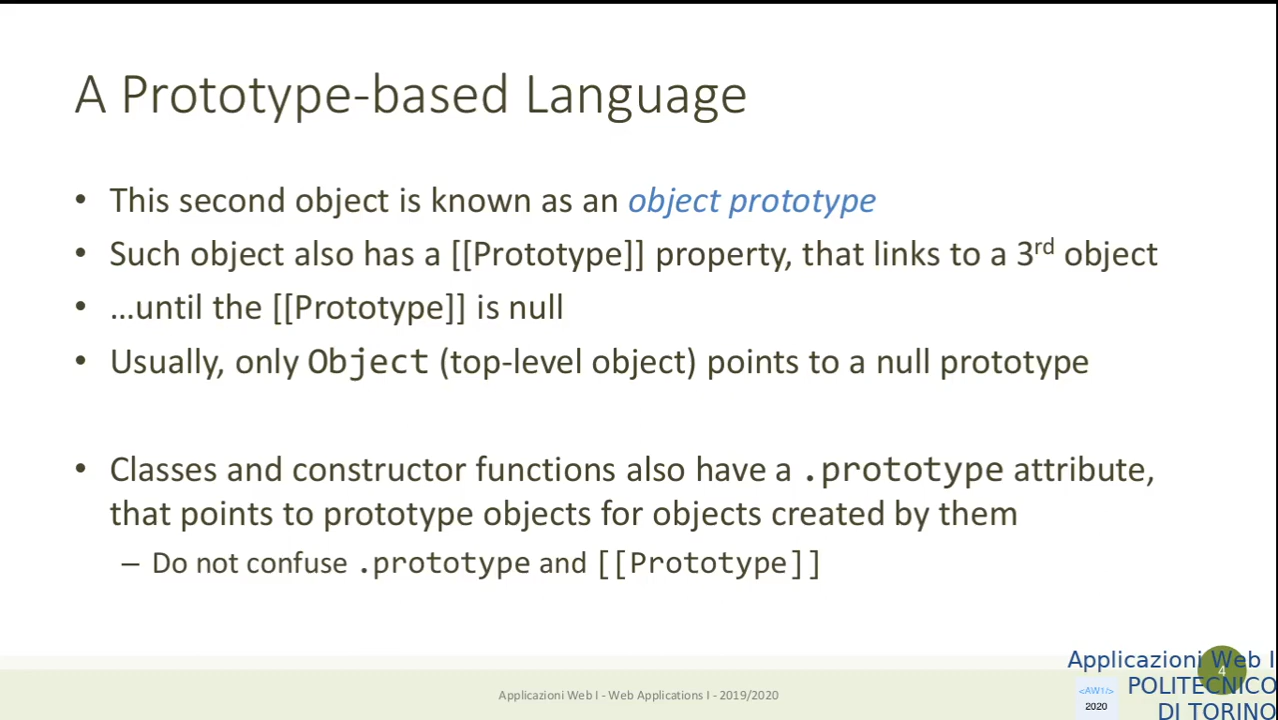 A Prototype-based Language
• This second object is known as an object prototype
• Such object also has a [[Prototype]] property, that links to a 3rd object
• …until the [[Prototype]] is null
• Usually, only Object (top-level object) points to a null prototype
• Classes and constructor functions also have a .prototype attribute,
that points to prototype objects for objects created by them
– Do not confuse .prototype and [[Prototype]]
Applicazioni Web I - Web Applications I - 2019/2020
4
Applicazioni Web I
POLITECNICO
DI TORINO
<AW1/>
2020